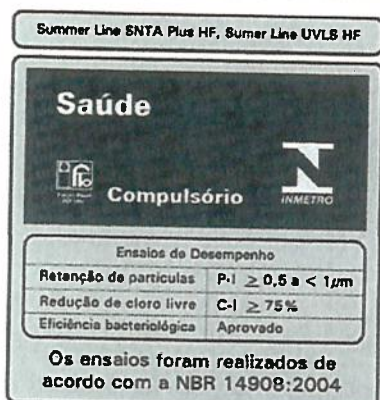 Summer Line SNTA Plus HF, Sumer Line UVLS HF
Saúde
Compulsório
INMETRO
Ensaios de Desempenho
Retenção de partículas P-I ≥ 0,5 a < 1µm
Redução de cloro livre C-I ≥ 75%
Eficiência bacteriológica Aprovado
Os ensaios foram realizados de
acordo com a NBR 14908:2004